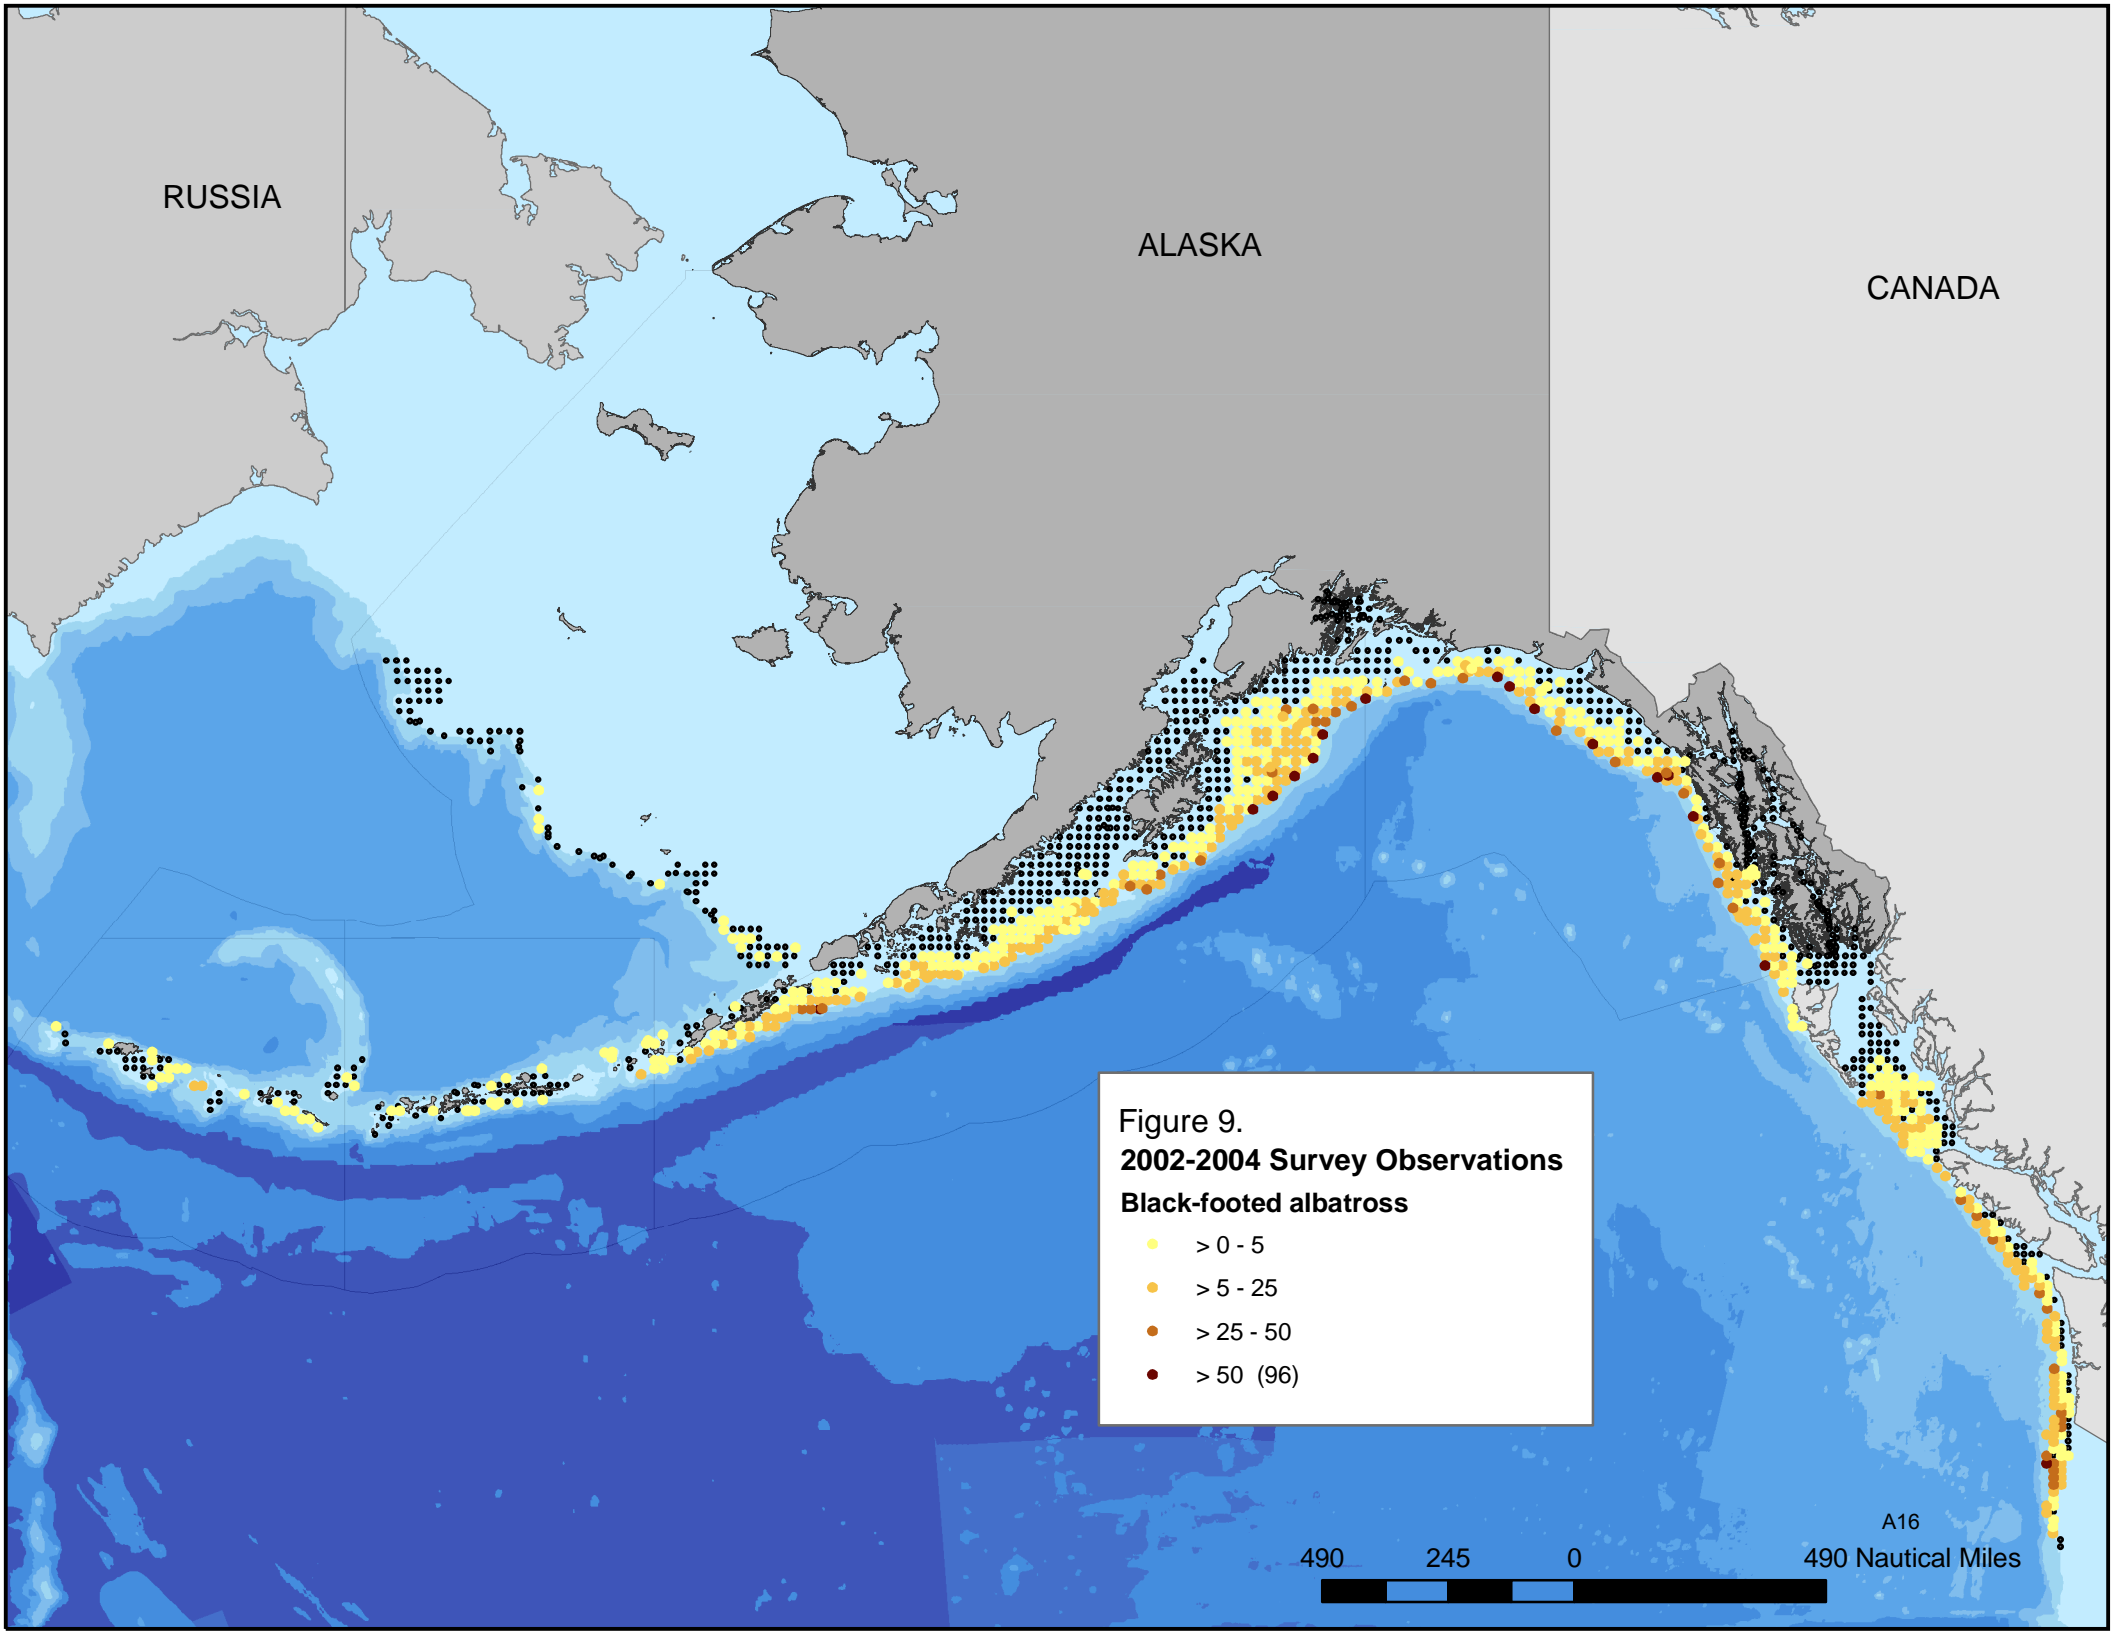 RUSSIA
ALASKA
CANADA
Figure 9.
2002-2004 Survey Observations
Black-footed albatross
> 0 - 5
> 5 - 25
> 25 - 50
> 50 (96)
A16
490 245 0 490 Nautical Miles